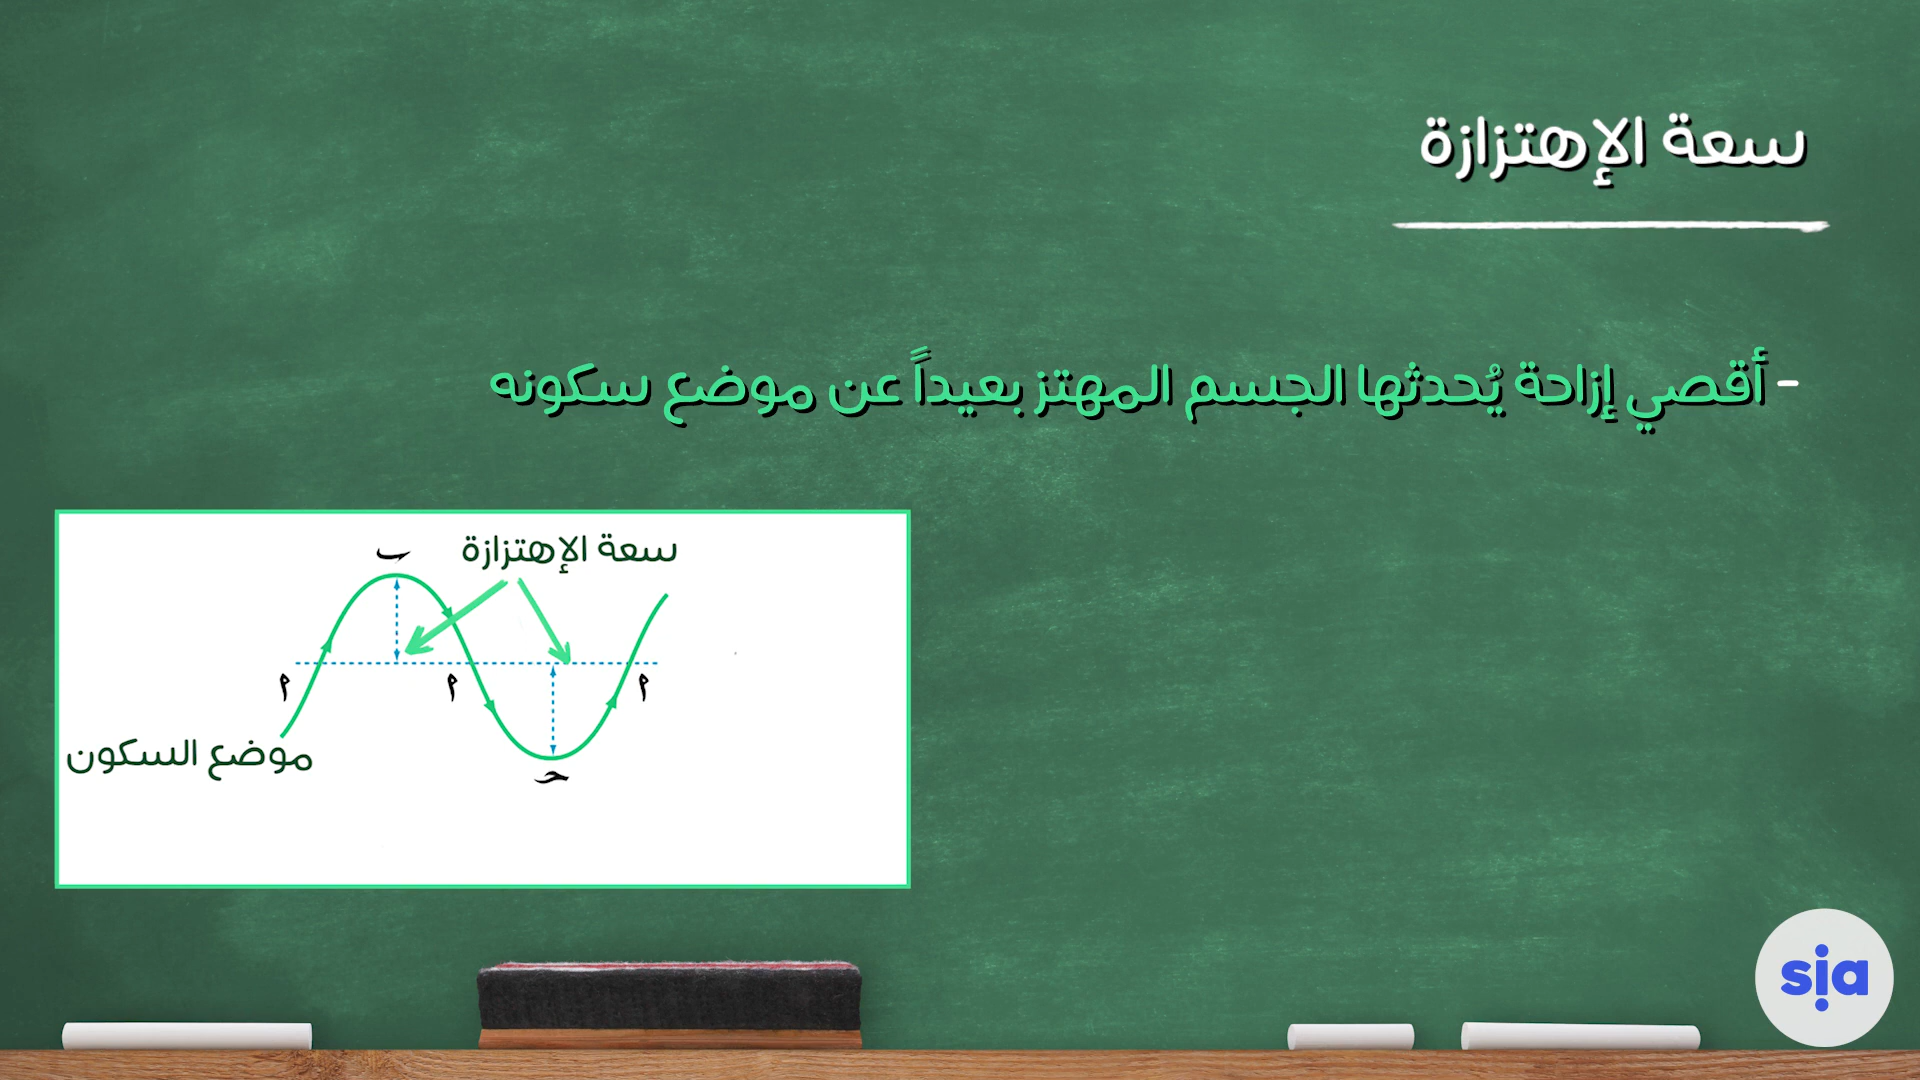 سعة الإهتزازة
- أقصي إزاحة يُحدثها الجسم المهتز بعيداً عن موضع سكونه
سعة الإهتزازة
ب
م م م
موضع السكون
حـ
sia